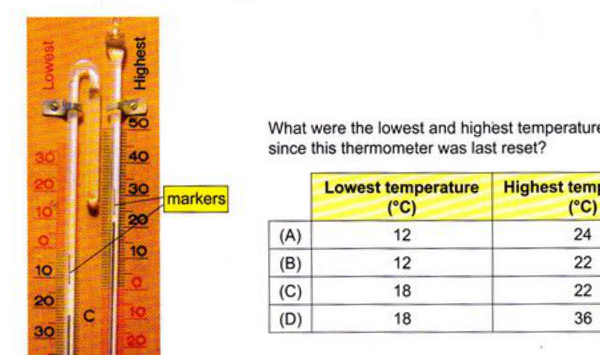 Lowest
Highest
50
30
40
20
30
10
20
0
10
10
0
20
10
30
20
C
markers
What were the lowest and highest temperature
since this thermometer was last reset?
Lowest temperature
(°C)
Highest temp
(°C)
(A) 12 24
(B) 12 22
(C) 18 22
(D) 18 36